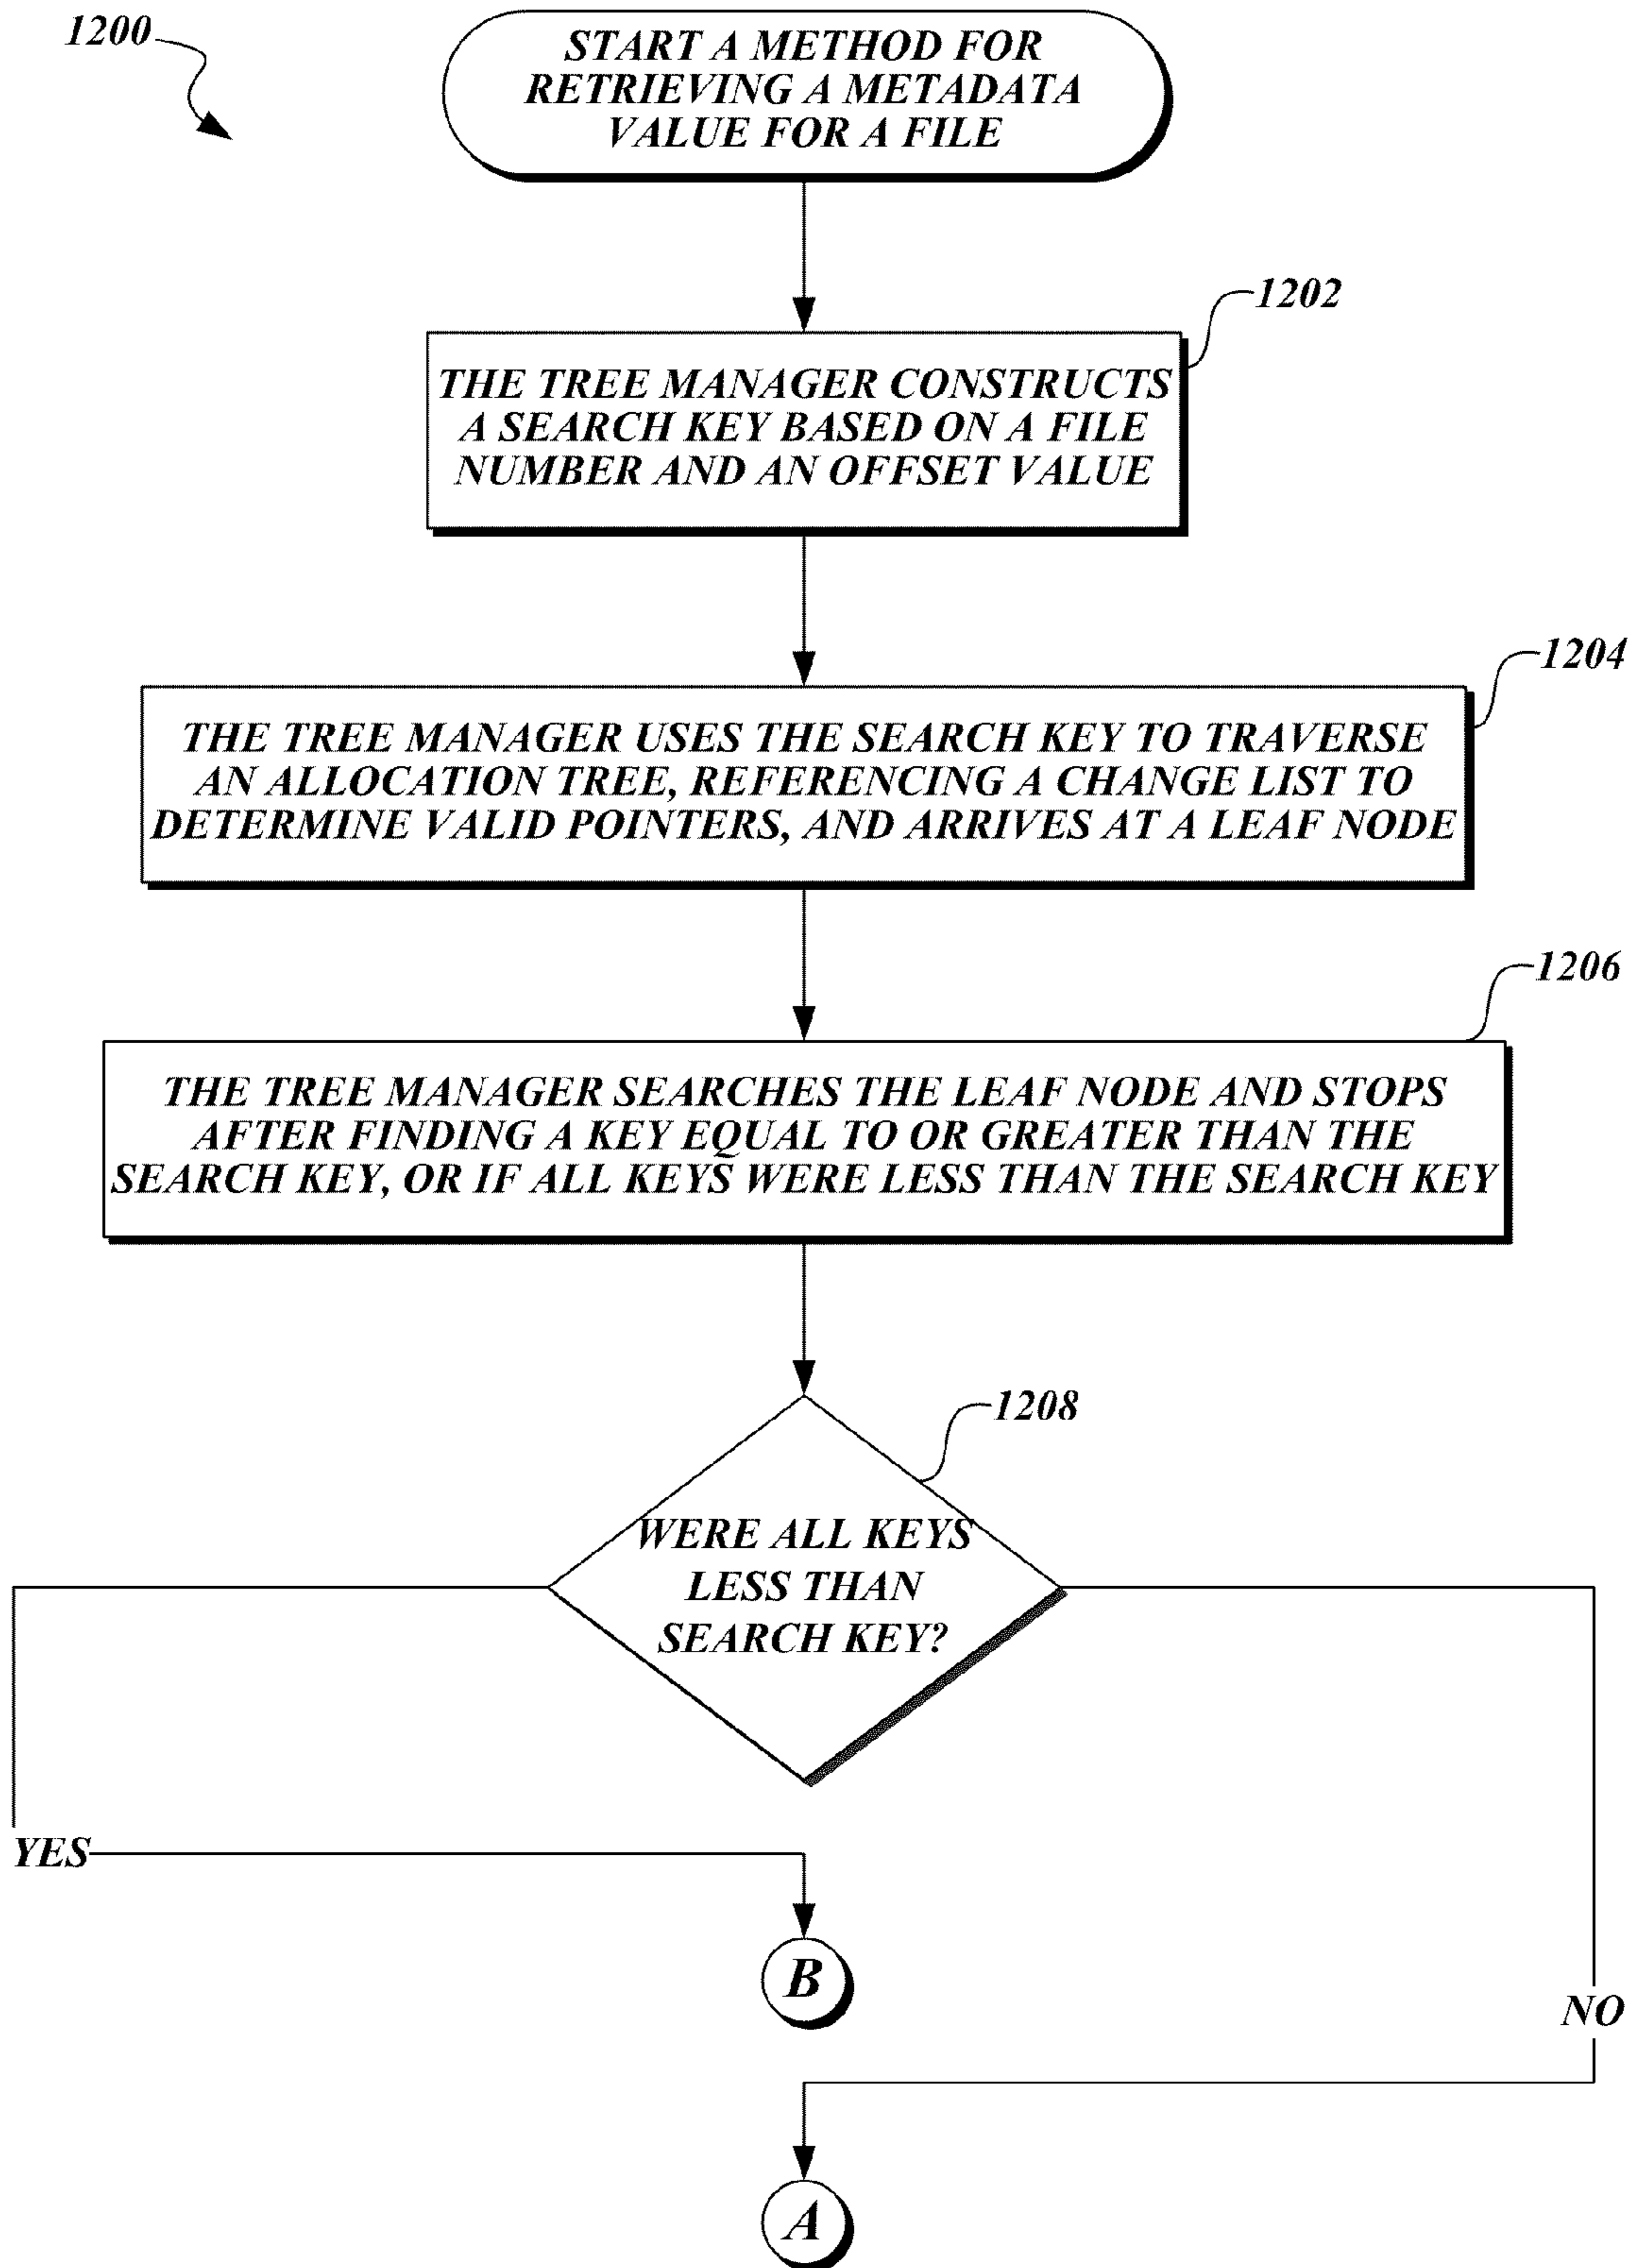 1200
START A METHOD FOR
RETRIEVING A METADATA
VALUE FOR A FILE
1202
THE TREE MANAGER CONSTRUCTS
A SEARCH KEY BASED ON A FILE
NUMBER AND AN OFFSET VALUE
1204
THE TREE MANAGER USES THE SEARCH KEY TO TRAVERSE
AN ALLOCATION TREE, REFERENCING A CHANGE LIST TO
DETERMINE VALID POINTERS, AND ARRIVES AT A LEAF NODE
1206
THE TREE MANAGER SEARCHES THE LEAF NODE AND STOPS
AFTER FINDING A KEY EQUAL TO OR GREATER THAN THE
SEARCH KEY, OR IF ALL KEYS WERE LESS THAN THE SEARCH KEY
1208
WERE ALL KEYS
LESS THAN
SEARCH KEY?
YES
B
NO
A